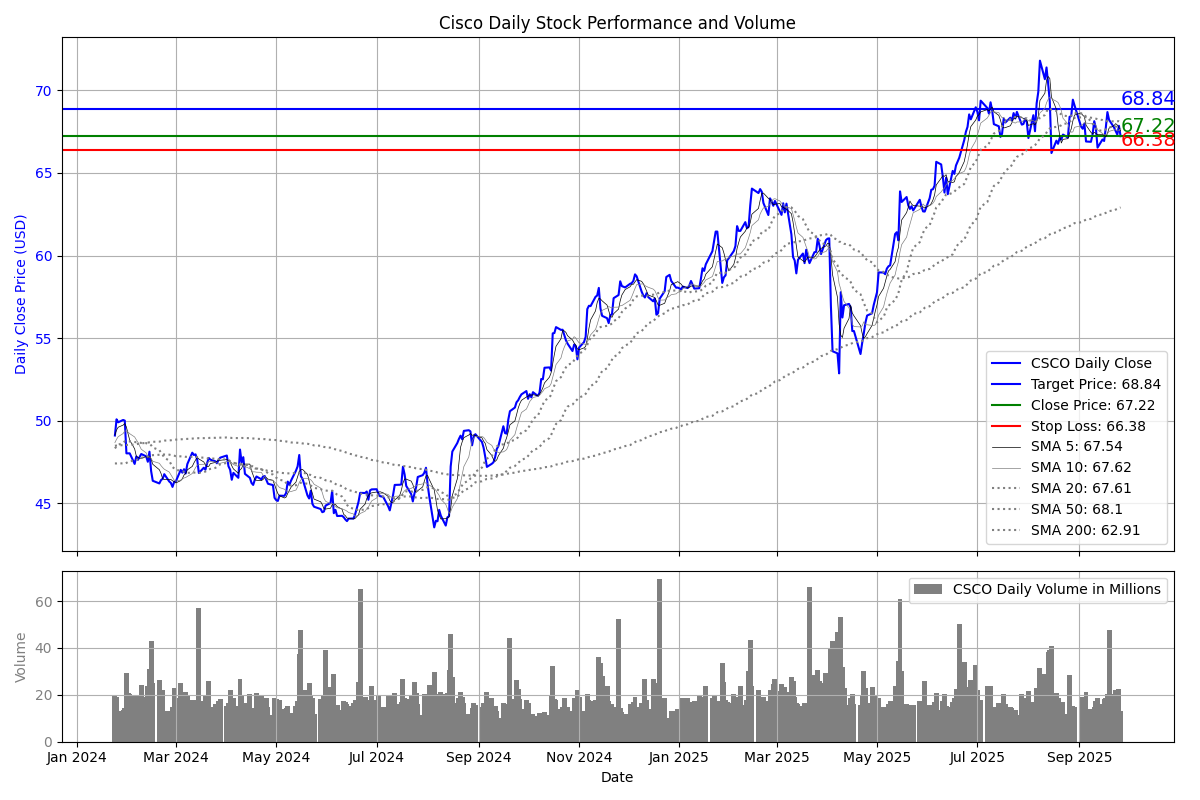 Cisco Daily Stock Performance and Volume
Daily Close Price (USD)
70
65
60
55
50
45
68.84
67.22
66.38
CSCO Daily Close
Target Price: 68.84
Close Price: 67.22
Stop Loss: 66.38
SMA 5: 67.54
SMA 10: 67.62
SMA 20: 67.61
SMA 50: 68.1
SMA 200: 62.91
Volume
60
40
20
0
CSCO Daily Volume in Millions
Jan 2024 Mar 2024 May 2024 Jul 2024 Sep 2024 Nov 2024 Jan 2025 Mar 2025 May 2025 Jul 2025 Sep 2025
Date